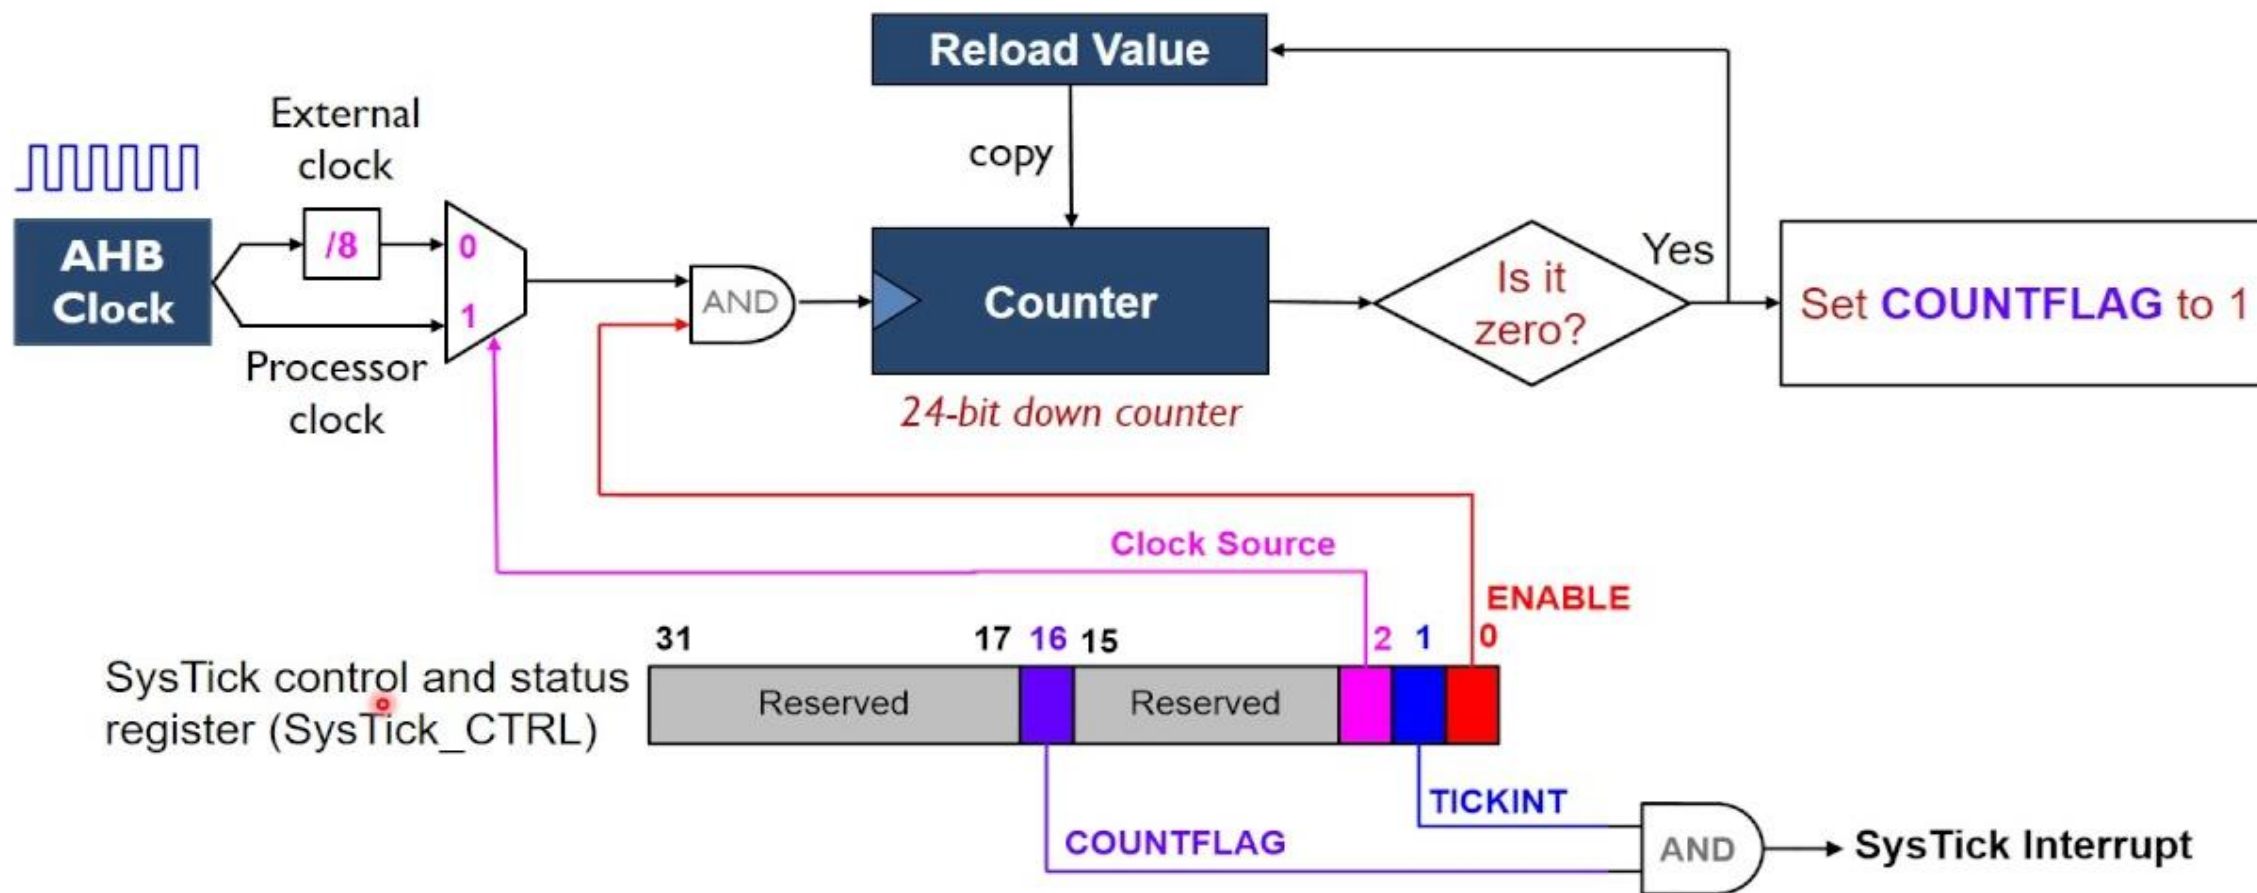 Reload Value
External
clock
copy
AHB
Clock
/8
0
1
Processor
clock
AND
Counter
24-bit down counter
Is it
zero?
Yes
Set COUNTFLAG to 1
Clock Source
ENABLE
31 17 16 15 2 1 0
SysTick control and status
register (SysTick_CTRL)
Reserved
Reserved
TICKINT
COUNTFLAG
AND
SysTick Interrupt